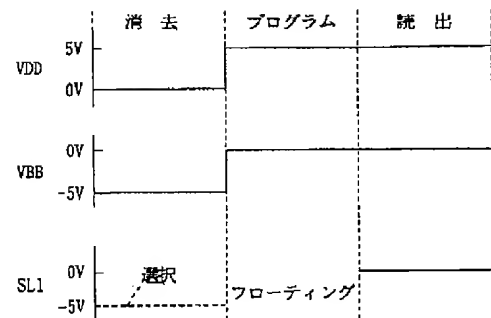 消 去 プログラム 読 出
5V
VDD
0V
0V
VBB
-5V
選択
0V
SL1
フローティング
-5V